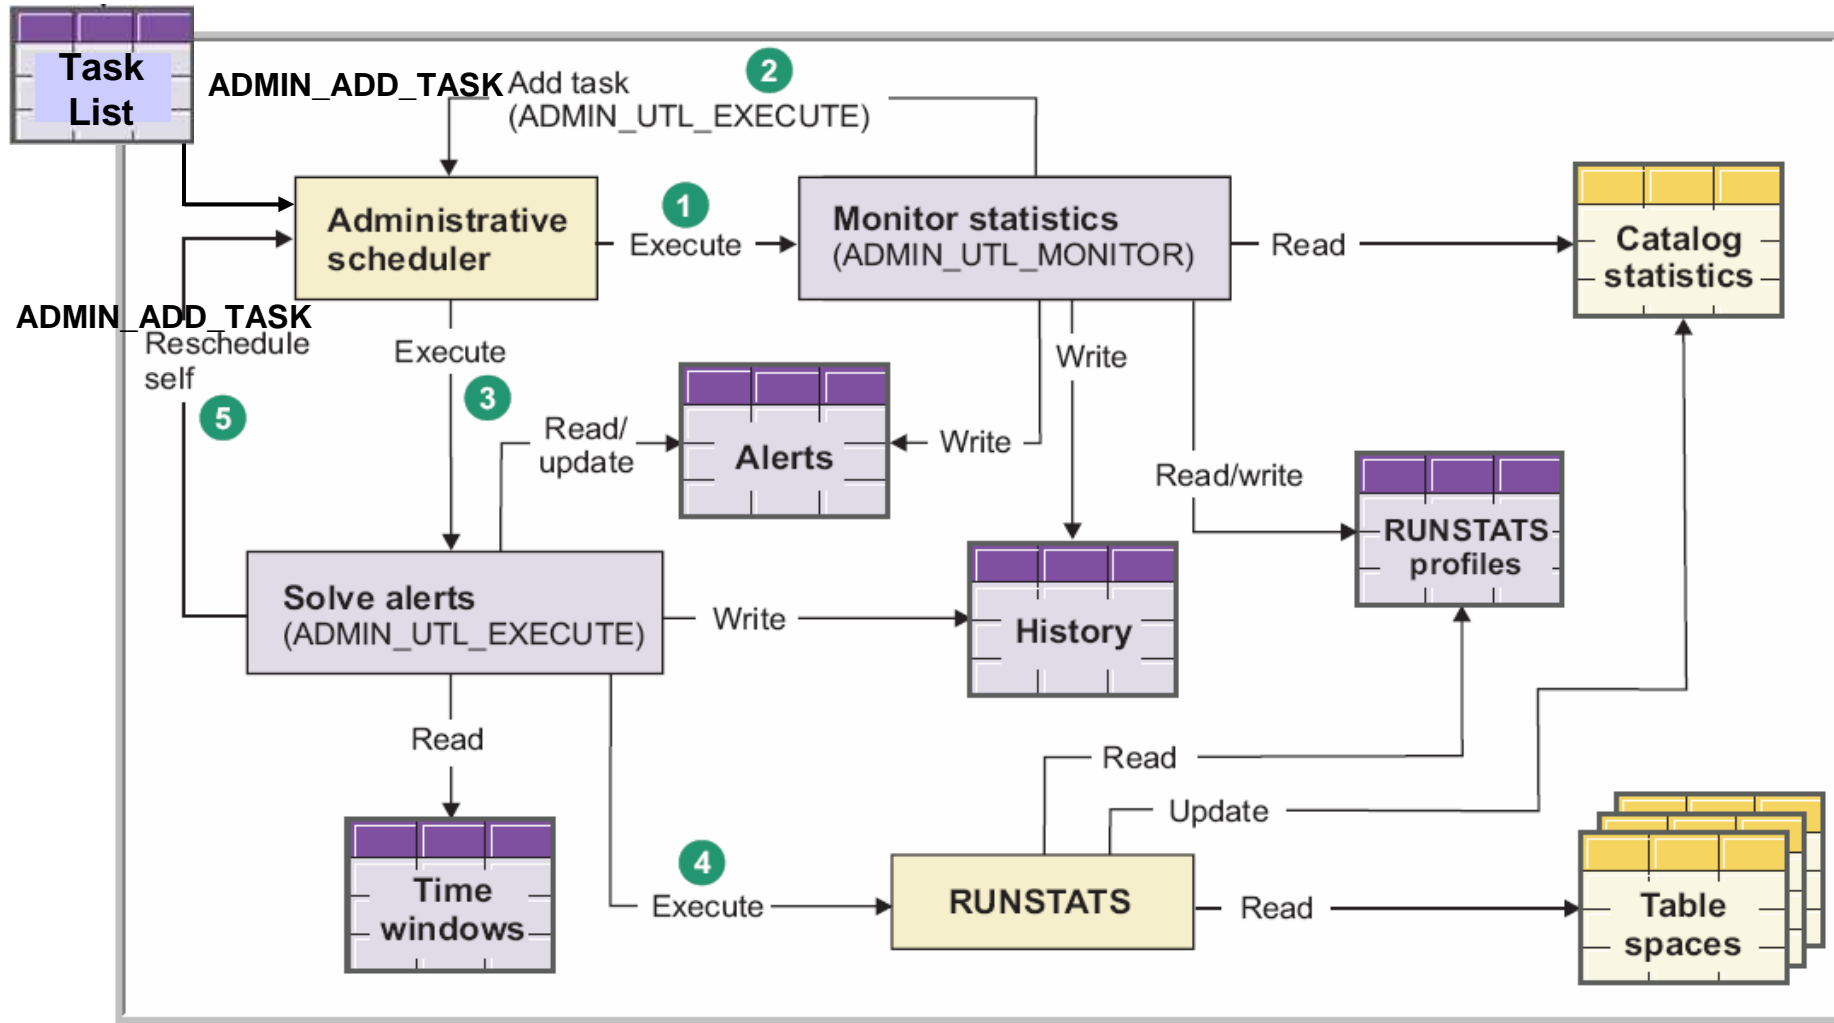 Task
List
ADMIN_ADD_TASK
Add task
(ADMIN_UTL_EXECUTE)
2
Administrative
scheduler
1
Execute
Monitor statistics
(ADMIN_UTL_MONITOR)
Read
Catalog
statistics
ADMIN_ADD_TASK
Reschedule
self
5
Execute
3
Read/
update
Alerts
Write
Write
Read/write
RUNSTATS
profiles
Solve alerts
(ADMIN_UTL_EXECUTE)
Write
History
Read
Time
windows
4
Execute
RUNSTATS
Read
Update
Read
Table
spaces